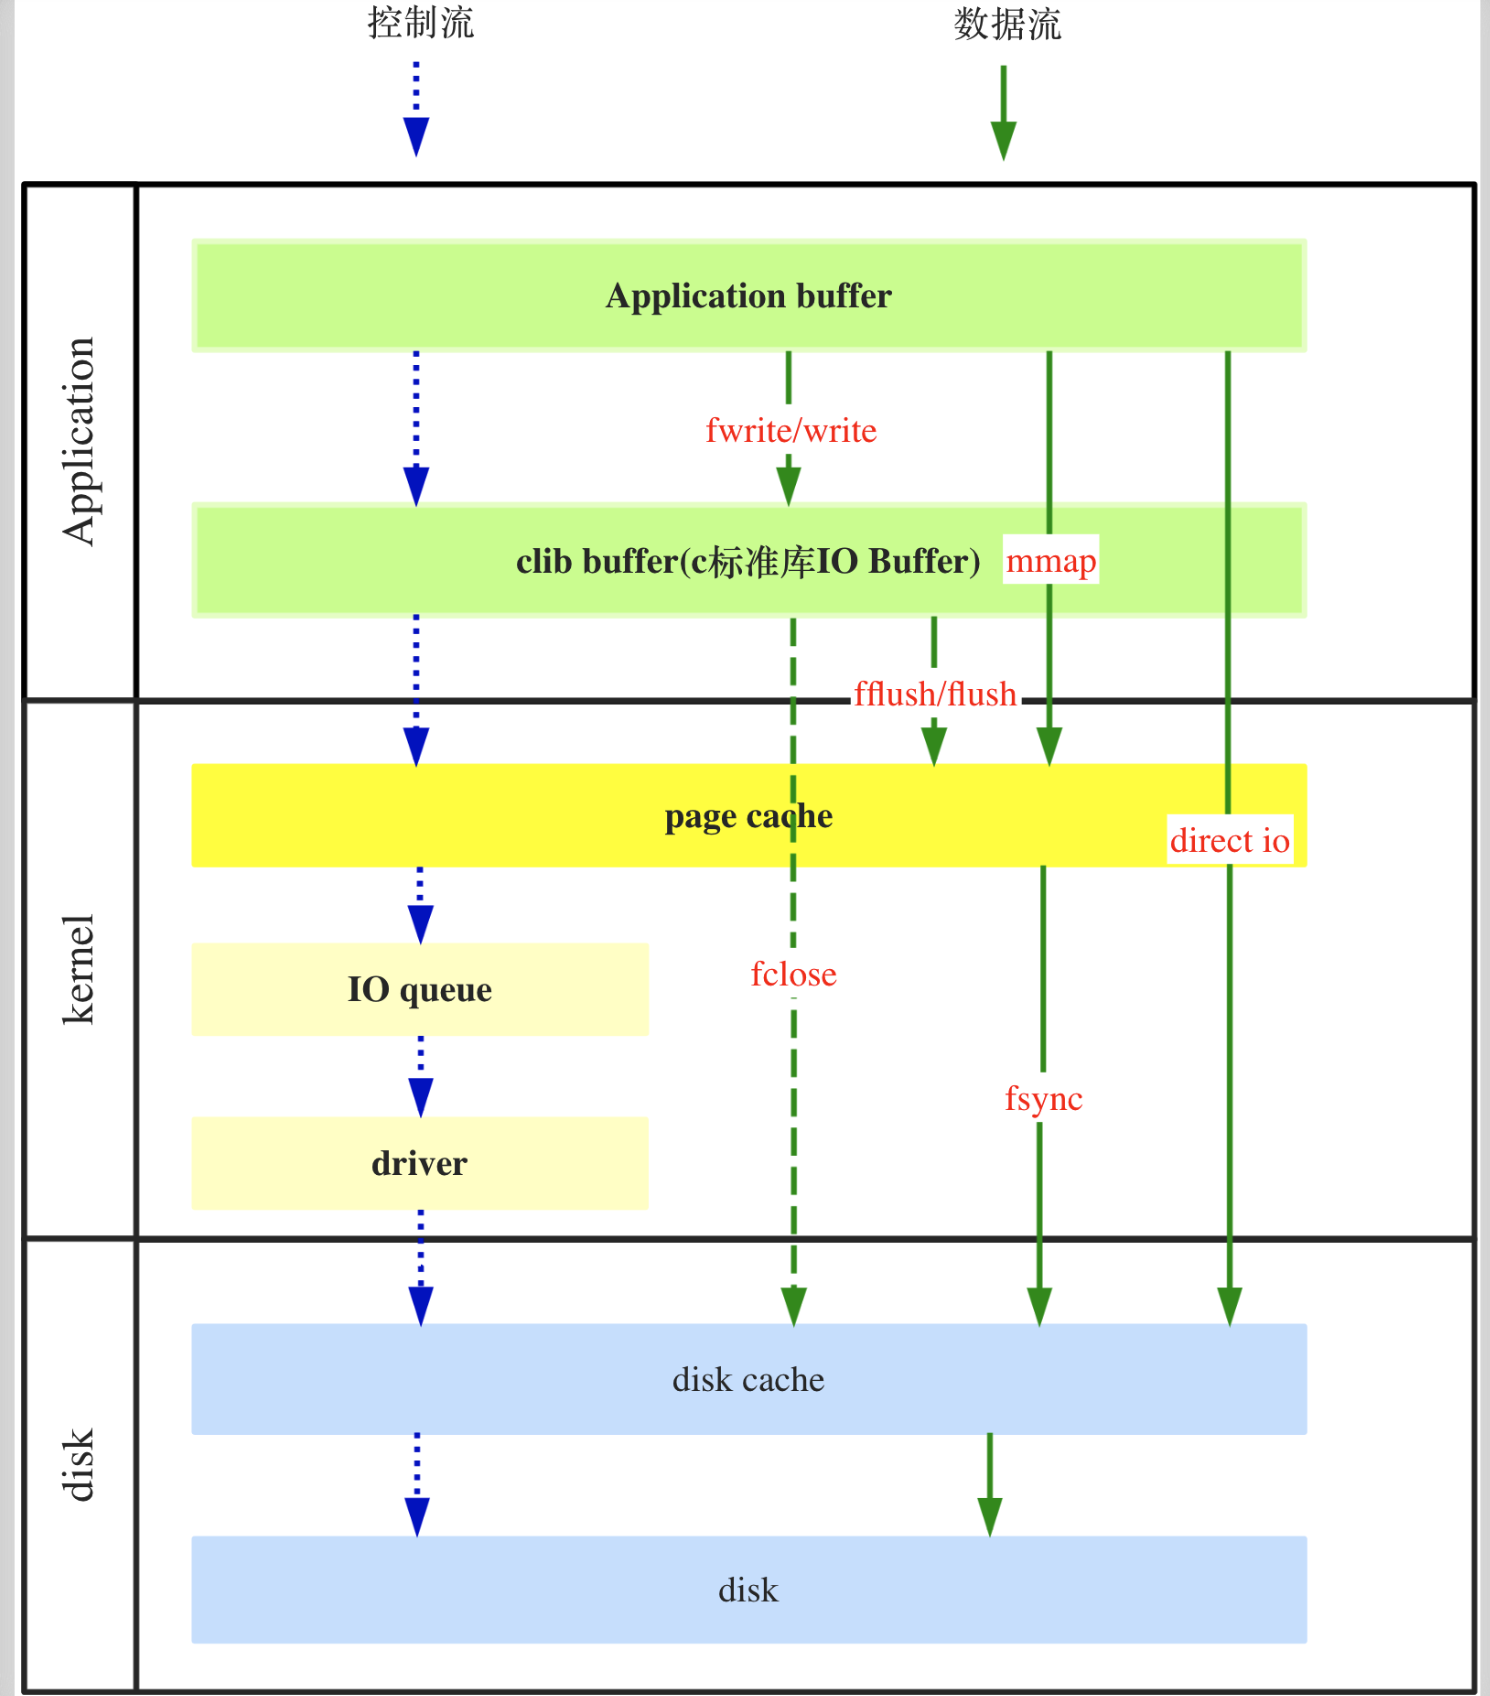 控制流
数据流
Application
Application buffer
fwrite/write
clib buffer(c标准库IO Buffer)
mmap
fflush/flush
kernel
page cache
direct io
IO queue
fclose
fsync
driver
disk
disk cache
disk